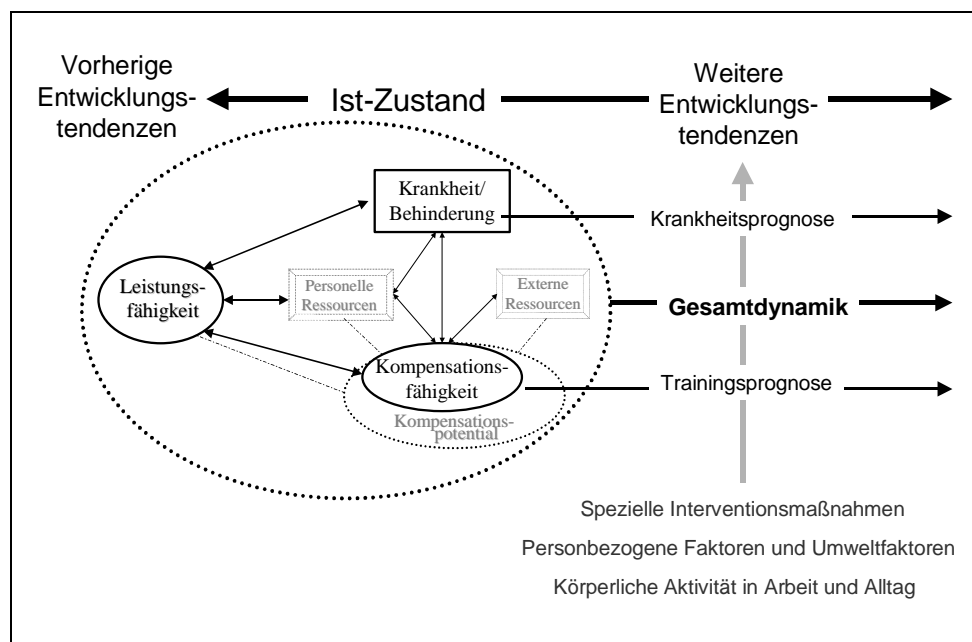 Vorherige
Entwicklungs-
tendenzen
Ist-Zustand
Weitere
Entwicklungs-
tendenzen
Krankheit/
Behinderung
Krankheitsprognose
Leistungs-
fähigkeit
Personelle
Ressourcen
Externe
Ressourcen
Gesamtdynamik
Kompensations-
fähigkeit
Trainingsprognose
Kompensations-
potential
Spezielle Interventionsmaßnahmen
Personbezogene Faktoren und Umweltfaktoren
Körperliche Aktivität in Arbeit und Alltag